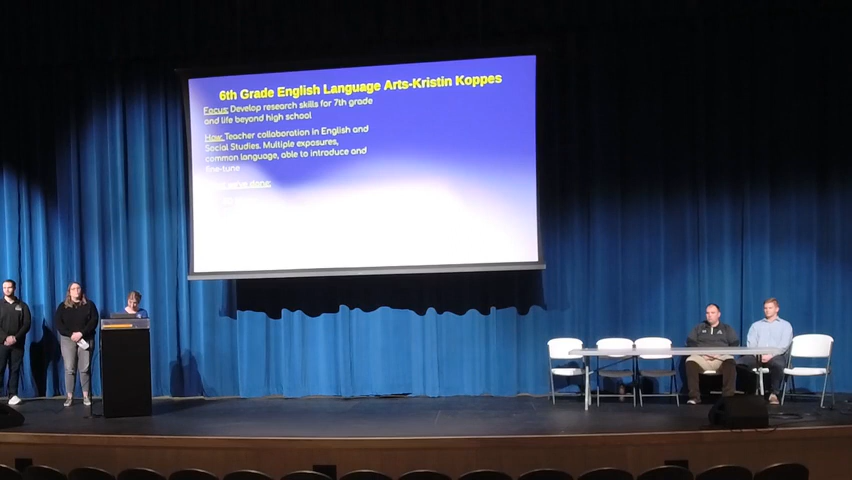 6th Grade English Language Arts-Kristin Koppes
Focus: Develop research skills for 7th grade
and life beyond high school
How: Teacher collaboration in English and
Social Studies. Multiple exposures,
common language, able to introduce and
fine-tune